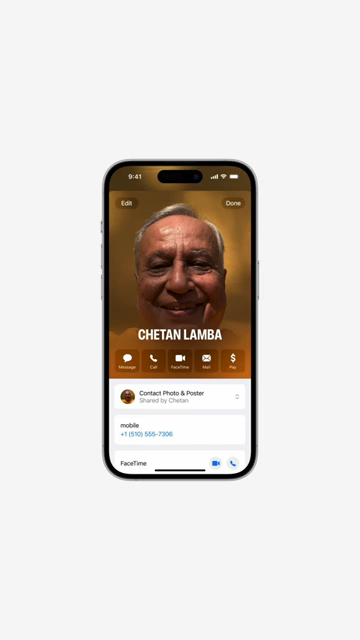 9:41
Edit
Done
CHETAN LAMBA
Message
Call
FaceTime
Mail
Pay
Contact Photo & Poster
Shared by Chetan
mobile
+1 (510) 555-7306
FaceTime